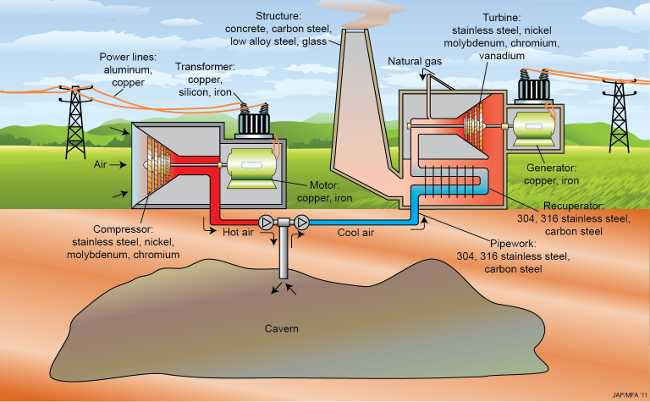 Structure:
concrete, carbon steel,
low alloy steel, glass
Turbine:
stainless steel, nickel
molybdenum, chromium,
vanadium
Power lines:
aluminum,
copper
Transformer:
copper,
silicon, iron
Natural gas
Air
Motor:
copper, iron
Generator:
copper, iron
Recuperator:
304, 316 stainless steel,
carbon steel
Compressor:
stainless steel, nickel,
molybdenum, chromium
Hot air
Cool air
Pipework:
304, 316 stainless steel,
carbon steel
Cavern
JAP/MFA '11